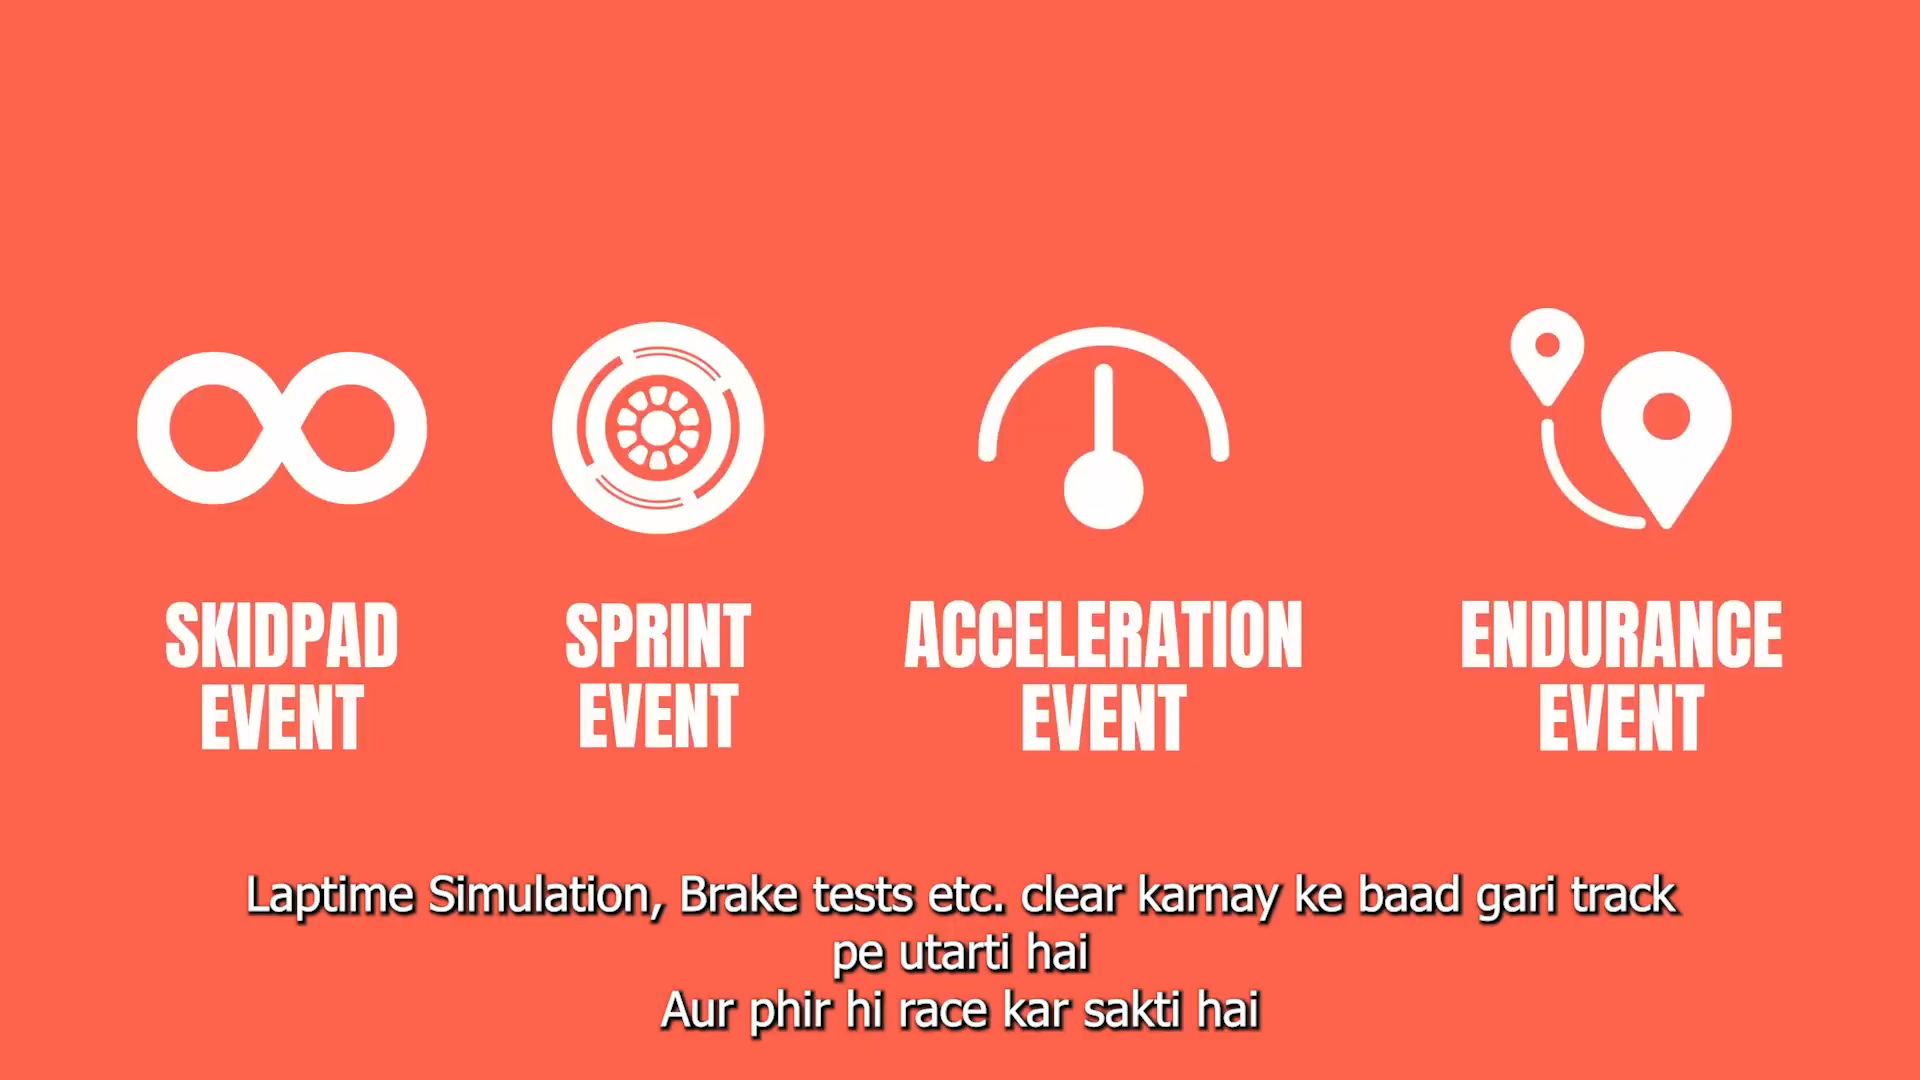 SKIDPAD
EVENT
SPRINT
EVENT
ACCELERATION
EVENT
ENDURANCE
EVENT
Laptime Simulation, Brake tests etc. clear karnay ke baad gari track
pe utarti hai
Aur phir hi race kar sakti hai